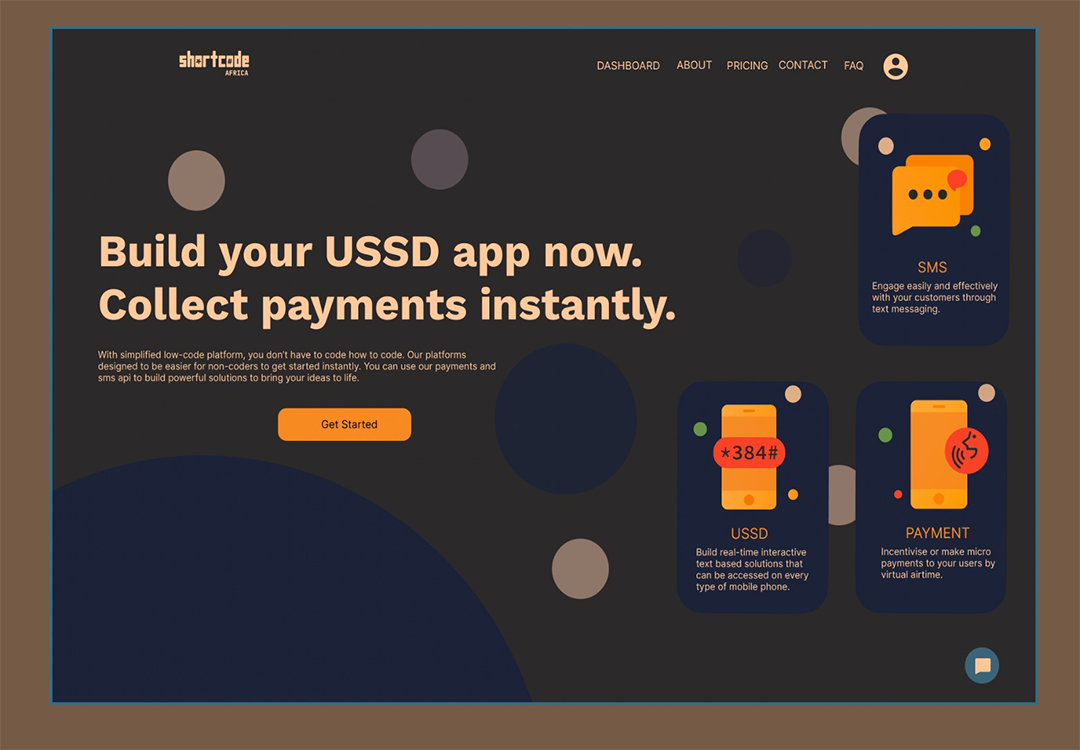 shortcode
AFRICA
DASHBOARD ABOUT PRICING CONTACT FAQ
Build your USSD app now.
Collect payments instantly.
With simplified low-code platform, you don't have to code how to code. Our platforms
designed to be easier for non-coders to get started instantly. You can use our payments and
sms api to build powerful solutions to bring your ideas to life.
Get Started
SMS
Engage easily and effectively
with your customers through
text messaging.
*384#
USSD
Build real-time interactive
text based solutions that
can be accessed on every
type of mobile phone.
PAYMENT
Incentivise or make micro
payments to your users by
virtual airtime.